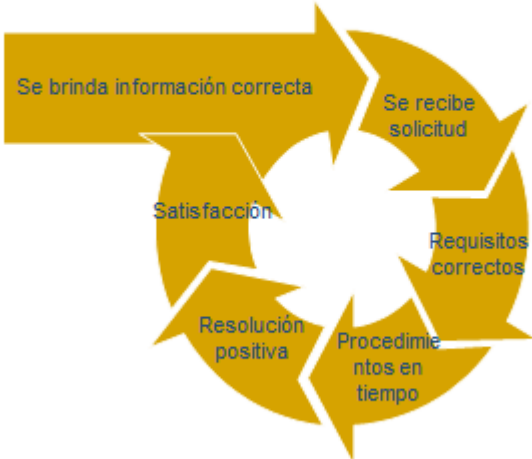 Se brinda información correcta
Se recibe
solicitud
Requisitos
correctos
Procedimie
ntos en
tiempo
Resolución
positiva
Satisfacción